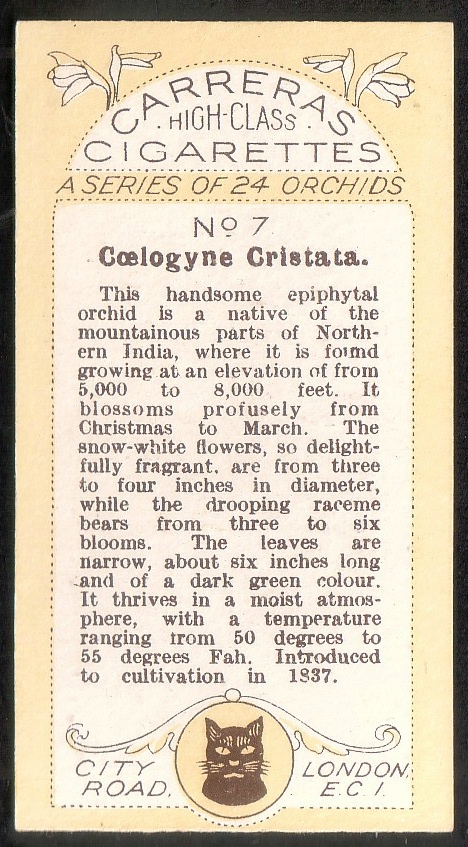 CARRERAS
HIGH-CLASS
CIGARETTES
A SERIES OF 24 ORCHIDS
Nº 7
Cœlogyne Cristata.
This handsome epiphytal
orchid is a native of the
mountainous parts of North-
ern India, where it is found
growing at an elevation of from
5,000 to 8,000 feet. It
blossoms profusely from
Christmas to March. The
snow-white flowers, so delight-
fully fragrant, are from three
to four inches in diameter,
while the drooping raceme
bears from three to six
blooms. The leaves are
narrow, about six inches long
and of a dark green colour.
It thrives in a moist atmos-
phere, with a temperature
ranging from 50 degrees to
55 degrees Fah. Introduced
to cultivation in 1837.
CITY ROAD,
LONDON, E.C.1.